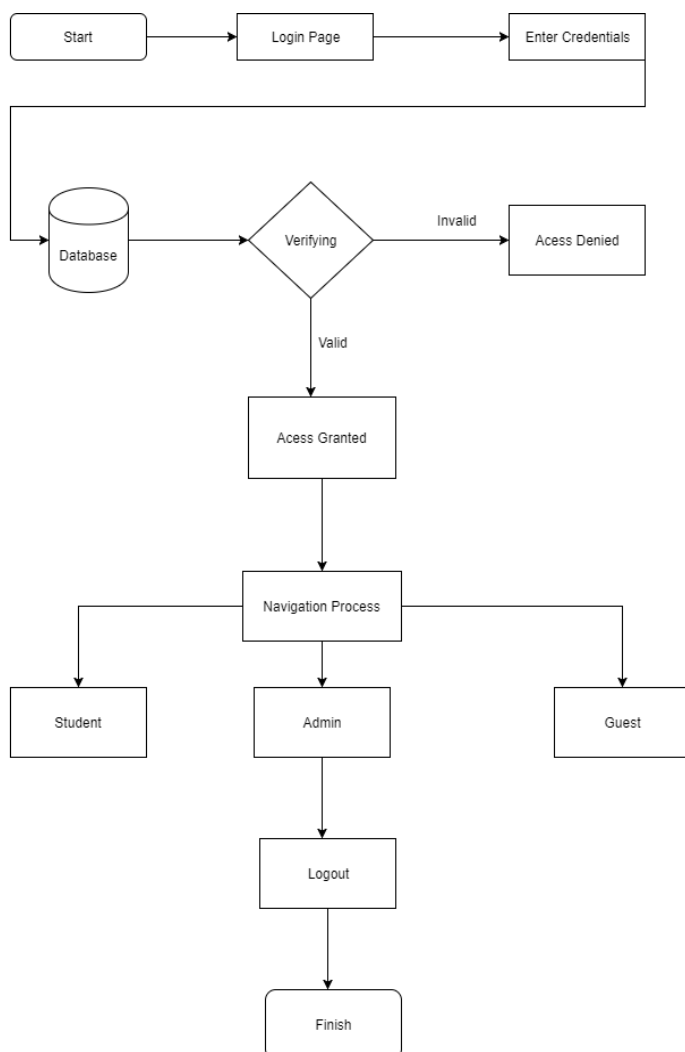 Start
Login Page
Enter Credentials
Database
Verifying
Invalid
Acess Denied
Valid
Acess Granted
Navigation Process
Student
Admin
Guest
Logout
Finish